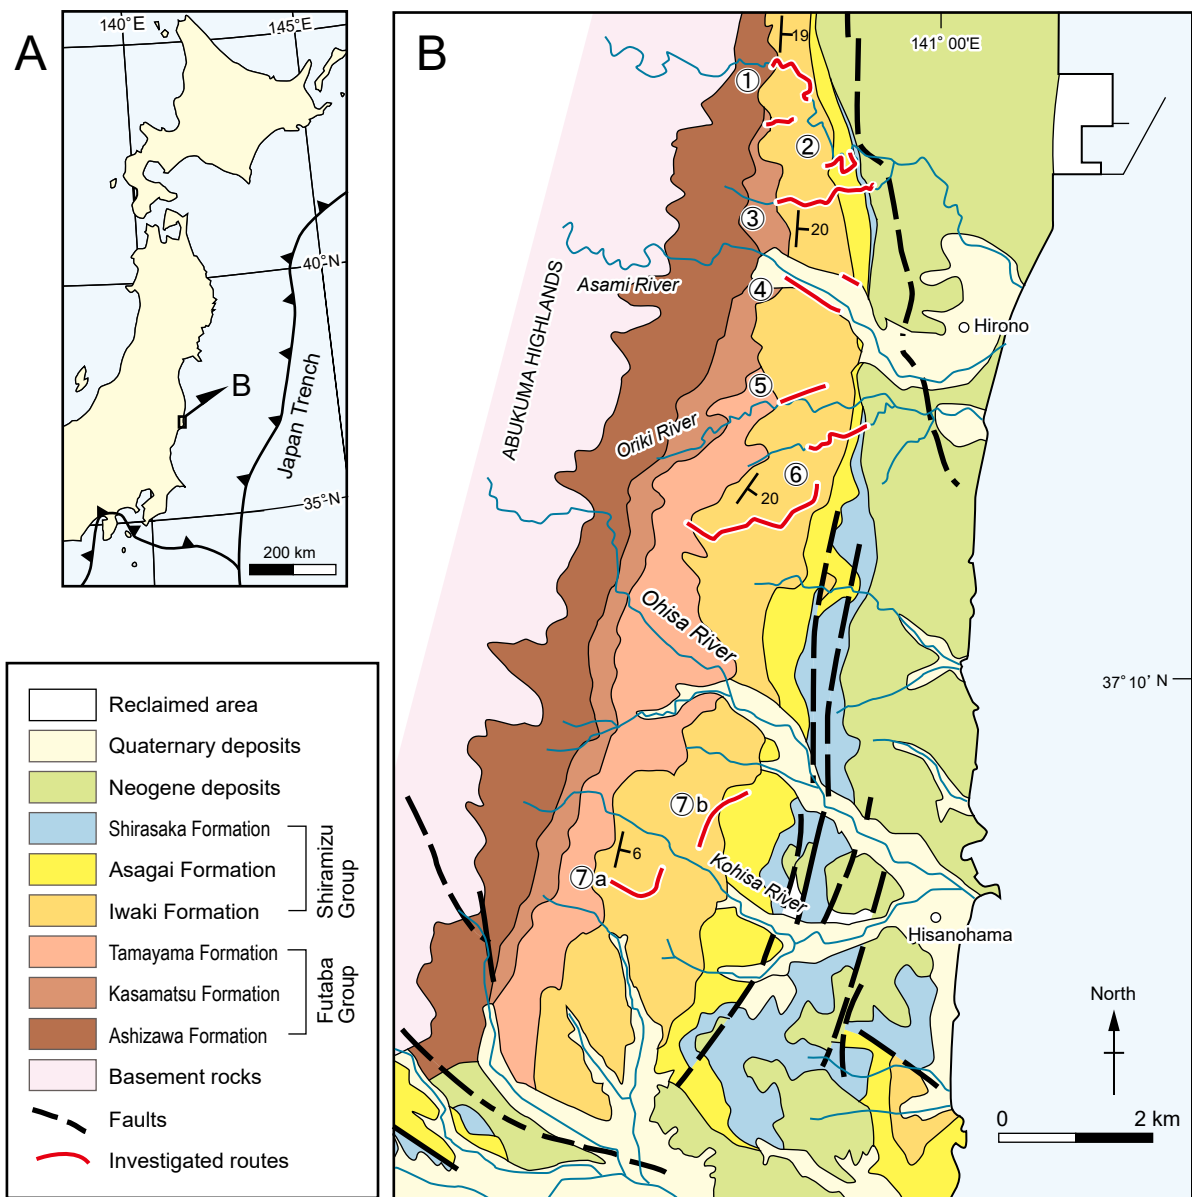 A
140°E
145°E
40°N
35°N
Japan Trench
B
200 km
Reclaimed area
Quaternary deposits
Neogene deposits
Shirasaka Formation
Asagai Formation
Iwaki Formation
Shiramizu
Group
Tamayama Formation
Kasamatsu Formation
Ashizawa Formation
Futaba
Group
Basement rocks
Faults
Investigated routes
B
141° 00'E
19
①
②
③
20
Asami River
④
Hirono
ABUKUMA HIGHLANDS
⑤
Oriki River
⑥
20
Ohisa River
37° 10' N
⑦b
6
⑦a
Kohisa River
Hisanohama
North
0 2 km